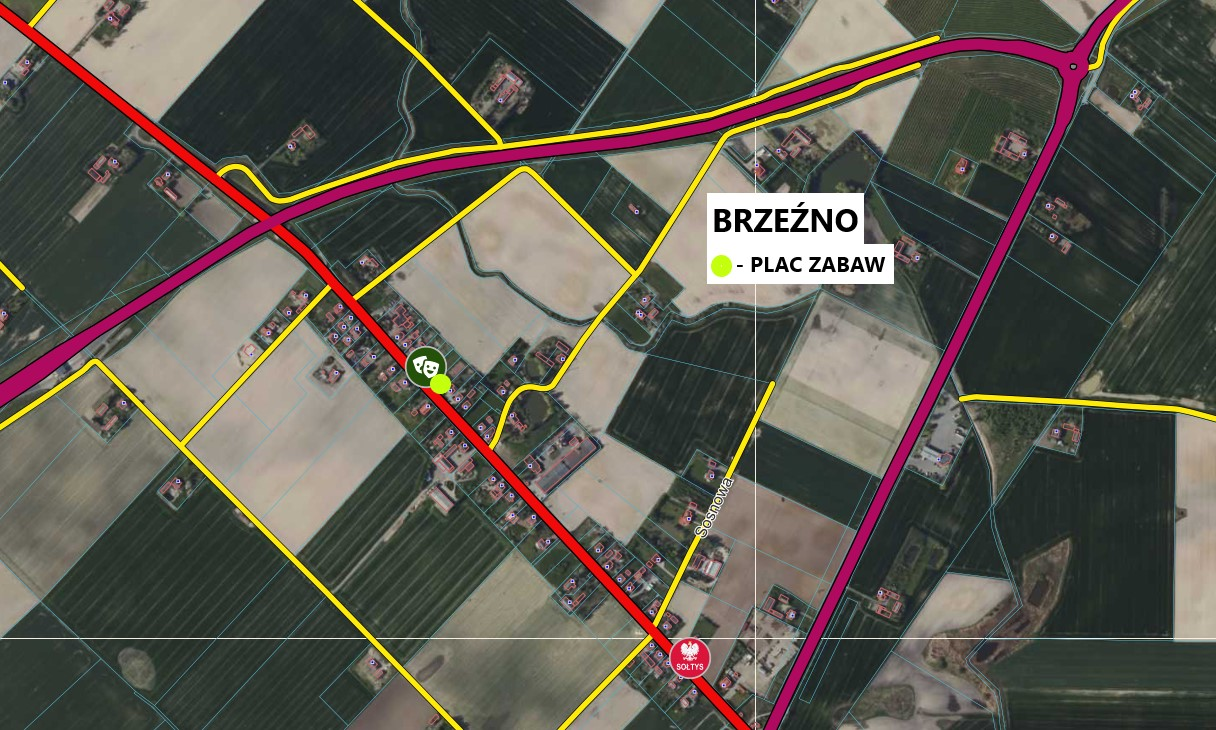 BRZEŹNO
- PLAC ZABAW
Sosnowa
SOŁTYS